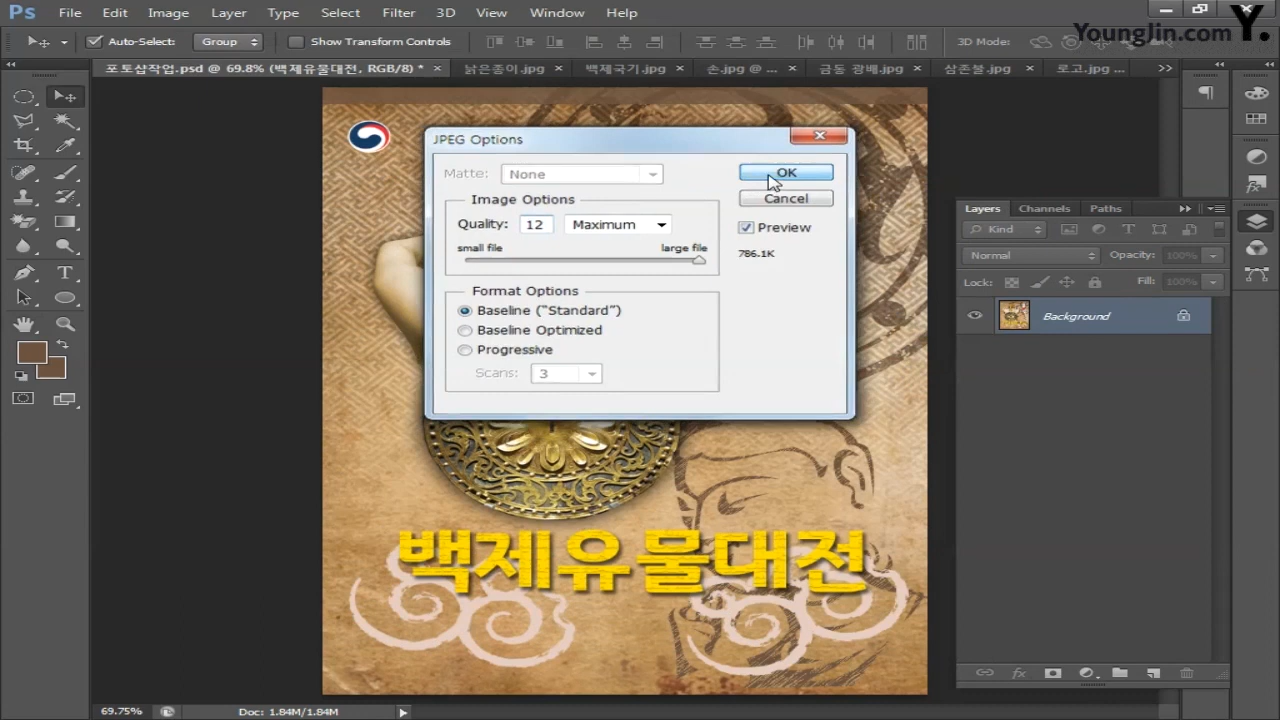 Ps File Edit Image Layer Type Select Filter 3D View Window Help
YoungJin.com Y.
Auto-Select: Group Show Transform Controls 3D Mode:
포토샵작업.psd @ 69.8% (백제유물대전, RGB/8) * × 낡은종이.jpg × 백제국기.jpg × 손.jpg @ ... × 금동 광배.jpg × 삼존불.jpg × 로고.jpg ... × >>
JPEG Options
Matte: None
OK
Image Options
Cancel
Quality: 12 Maximum
Preview
small file large file
786.1K
Format Options
Baseline (“Standard”)
Baseline Optimized
Progressive
Scans: 3
Layers Channels Paths
Kind
Normal Opacity: 100%
Lock: Fill: 100%
Background
fx
백제유물대전
69.75% Doc: 1.84M/1.84M